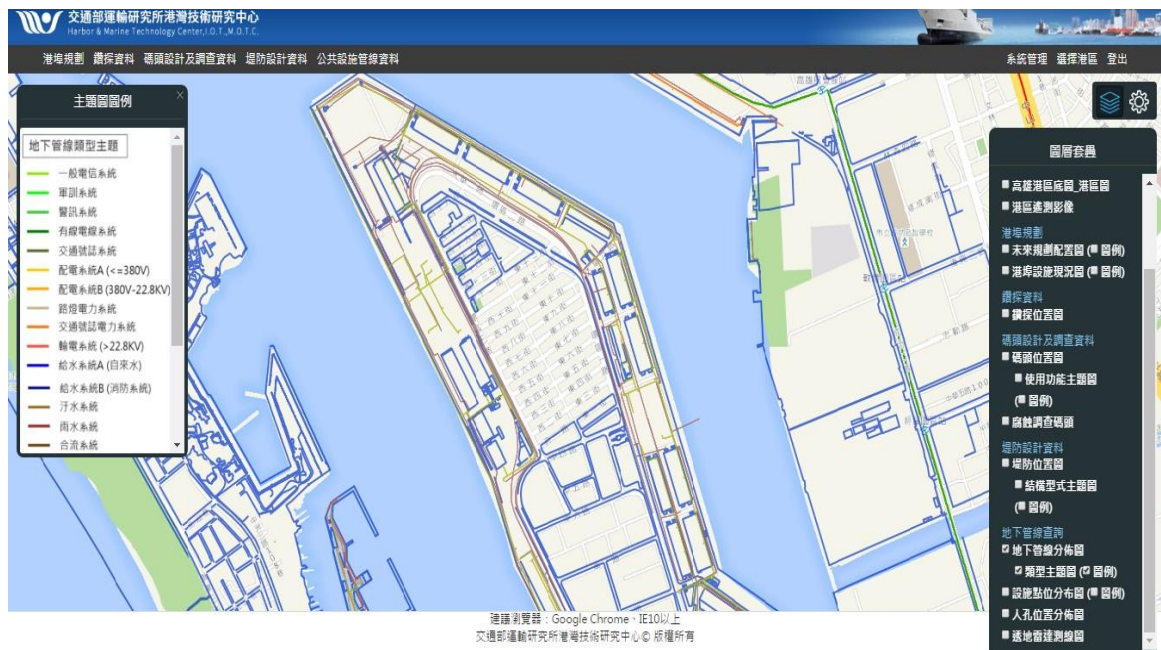 交通部運輸研究所港灣技術研究中心
Harbor & Marine Technology Center,I.O.T.,M.O.T.C.
港埠規劃 鑽探資料 碼頭設計及調查資料 堤防設計資料 公共設施管線資料
系統管理 選擇港區 登出
主題圖圖例
×
地下管線類型主題
一般電信系統
軍訊系統
警訊系統
有線電線系統
交通號誌系統
配電系統A (<=380V)
配電系統B (380V-22.8KV)
路燈電力系統
交通號誌電力系統
輸電系統 (>22.8KV)
給水系統A (自來水)
給水系統B (消防系統)
汙水系統
雨水系統
合流系統
圖層套疊
高雄港區底圖_港區圖
港區遙測影像
港埠規劃
未來規劃配置圖 (圖例)
港埠設施現況圖 (圖例)
鑽探資料
鑽探位置圖
碼頭設計及調查資料
碼頭位置圖
使用功能主題圖
(圖例)
腐蝕調查碼頭
堤防設計資料
堤防位置圖
結構型式主題圖
(圖例)
地下管線查詢
地下管線分佈圖
類型主題圖 (圖例)
設施點位分布圖 (圖例)
人孔位置分佈圖
透地雷達測線圖
建議瀏覽器：Google Chrome、IE10以上
交通部運輸研究所港灣技術研究中心© 版權所有